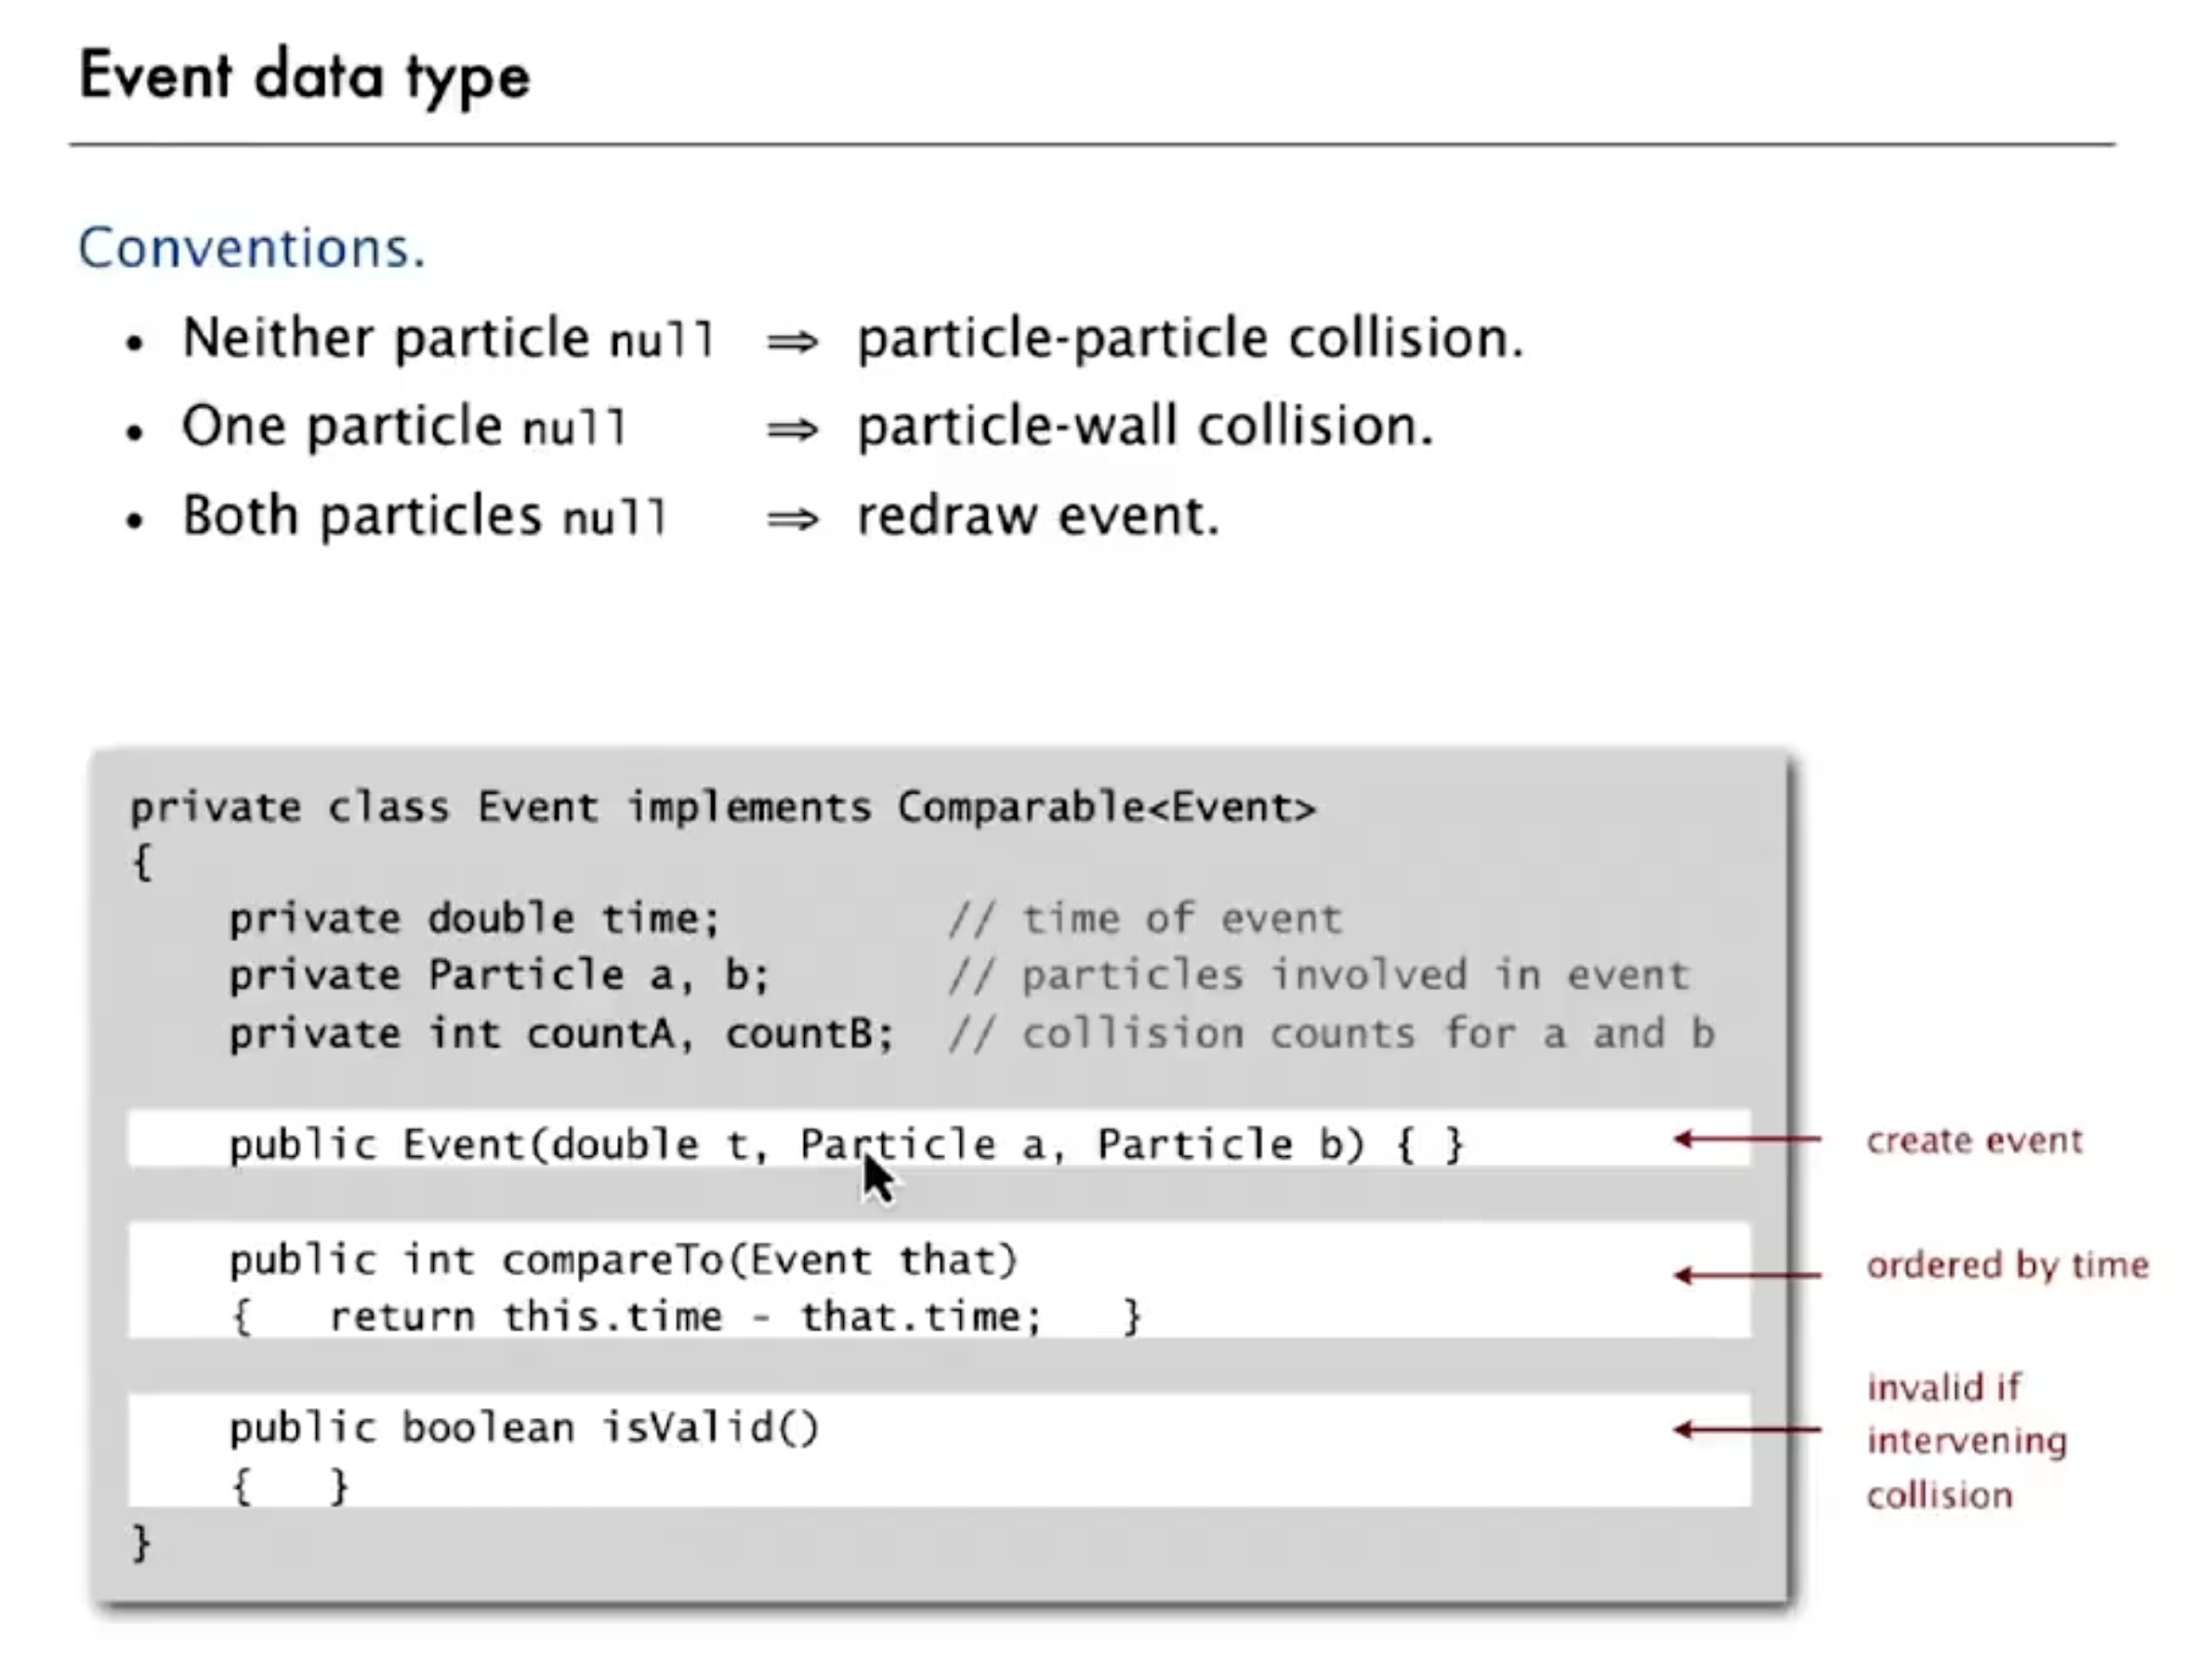 Event data type
Conventions.
• Neither particle null ⇒ particle-particle collision.
• One particle null ⇒ particle-wall collision.
• Both particles null ⇒ redraw event.
private class Event implements Comparable<Event>
{
    private double time;         // time of event
    private Particle a, b;       // particles involved in event
    private int countA, countB;  // collision counts for a and b
    public Event(double t, Particle a, Particle b) { }
create event
    public int compareTo(Event that)
    {   return this.time - that.time;   }
ordered by time
    public boolean isValid()
    {   }
invalid if
intervening
collision
}